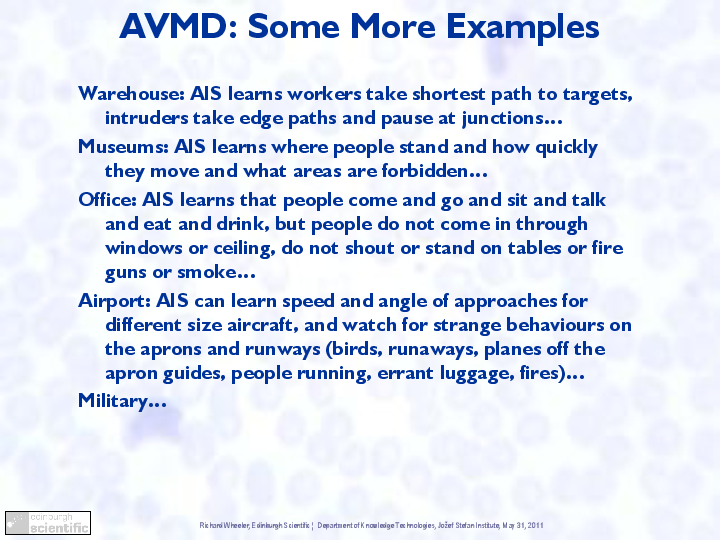 AVMD: Some More Examples
Warehouse: AIS learns workers take shortest path to targets,
intruders take edge paths and pause at junctions…
Museums: AIS learns where people stand and how quickly
they move and what areas are forbidden…
Office: AIS learns that people come and go and sit and talk
and eat and drink, but people do not come in through
windows or ceiling, do not shout or stand on tables or fire
guns or smoke…
Airport: AIS can learn speed and angle of approaches for
different size aircraft, and watch for strange behaviours on
the aprons and runways (birds, runaways, planes off the
apron guides, people running, errant luggage, fires)…
Military…
edinburgh
scientific
Richard Wheeler, Edinburgh Scientific ¦ Department of Knowledge Technologies, Jožef Stefan Institute, May 31, 2011